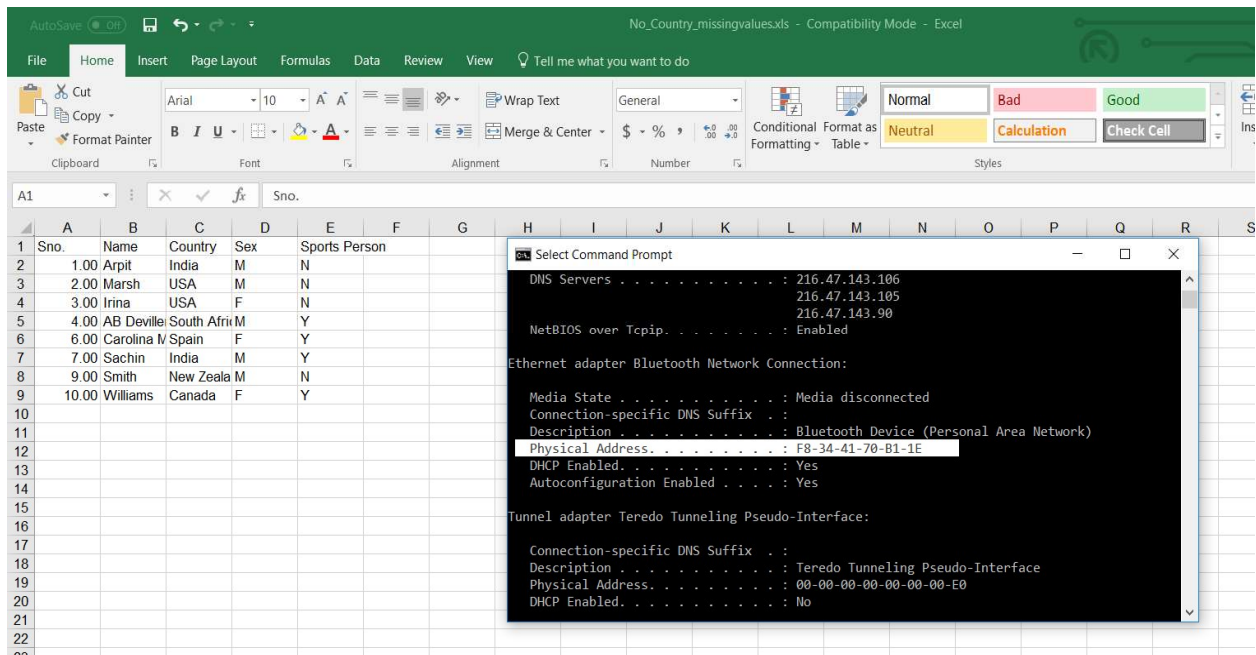 AutoSave Off No_Country_missingvalues.xls - Compatibility Mode - Excel
File Home Insert Page Layout Formulas Data Review View Tell me what you want to do
Paste
Cut
Copy
Format Painter
Clipboard
Arial 10 A A
B I U A
Font
Wrap Text
Merge & Center
Alignment
General
$ % , .00 .0
Number
Conditional Formatting
Format as Table
Normal Bad Good
Neutral Calculation Check Cell
Styles
Ins
A1 fx Sno.
A B C D E F G H I J K L M N O P Q R S
1 Sno. Name Country Sex Sports Person
2 1.00 Arpit India M N
3 2.00 Marsh USA M N
4 3.00 Irina USA F N
5 4.00 AB Deville South Afri M Y
6 6.00 Carolina M Spain F Y
7 7.00 Sachin India M Y
8 9.00 Smith New Zeala M N
9 10.00 Williams Canada F Y
10
11
12
13
14
15
16
17
18
19
20
21
22
Select Command Prompt
DNS Servers . . . . . . . . . . . : 216.47.143.106
216.47.143.105
216.47.143.90
NetBIOS over Tcpip. . . . . . . . : Enabled
Ethernet adapter Bluetooth Network Connection:
Media State . . . . . . . . . . . : Media disconnected
Connection-specific DNS Suffix . :
Description . . . . . . . . . . . : Bluetooth Device (Personal Area Network)
Physical Address. . . . . . . . . : F8-34-41-70-B1-1E
DHCP Enabled. . . . . . . . . . . : Yes
Autoconfiguration Enabled . . . . : Yes
Tunnel adapter Teredo Tunneling Pseudo-Interface:
Connection-specific DNS Suffix . :
Description . . . . . . . . . . . : Teredo Tunneling Pseudo-Interface
Physical Address. . . . . . . . . : 00-00-00-00-00-00-00-E0
DHCP Enabled. . . . . . . . . . . : No